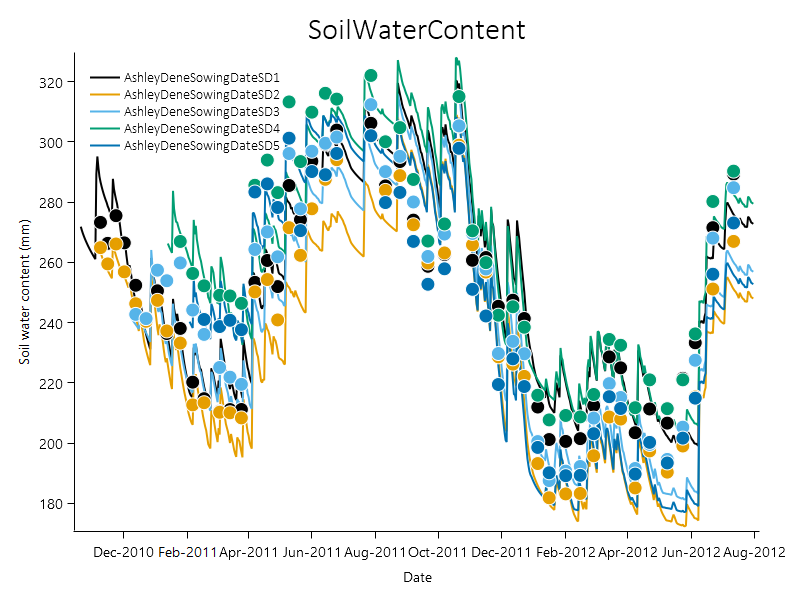 SoilWaterContent
AshleyDeneSowingDateSD1
AshleyDeneSowingDateSD2
AshleyDeneSowingDateSD3
AshleyDeneSowingDateSD4
AshleyDeneSowingDateSD5
320
300
280
260
240
220
200
180
Soil water content (mm)
Dec-2010 Feb-2011 Apr-2011 Jun-2011 Aug-2011 Oct-2011 Dec-2011 Feb-2012 Apr-2012 Jun-2012 Aug-2012
Date